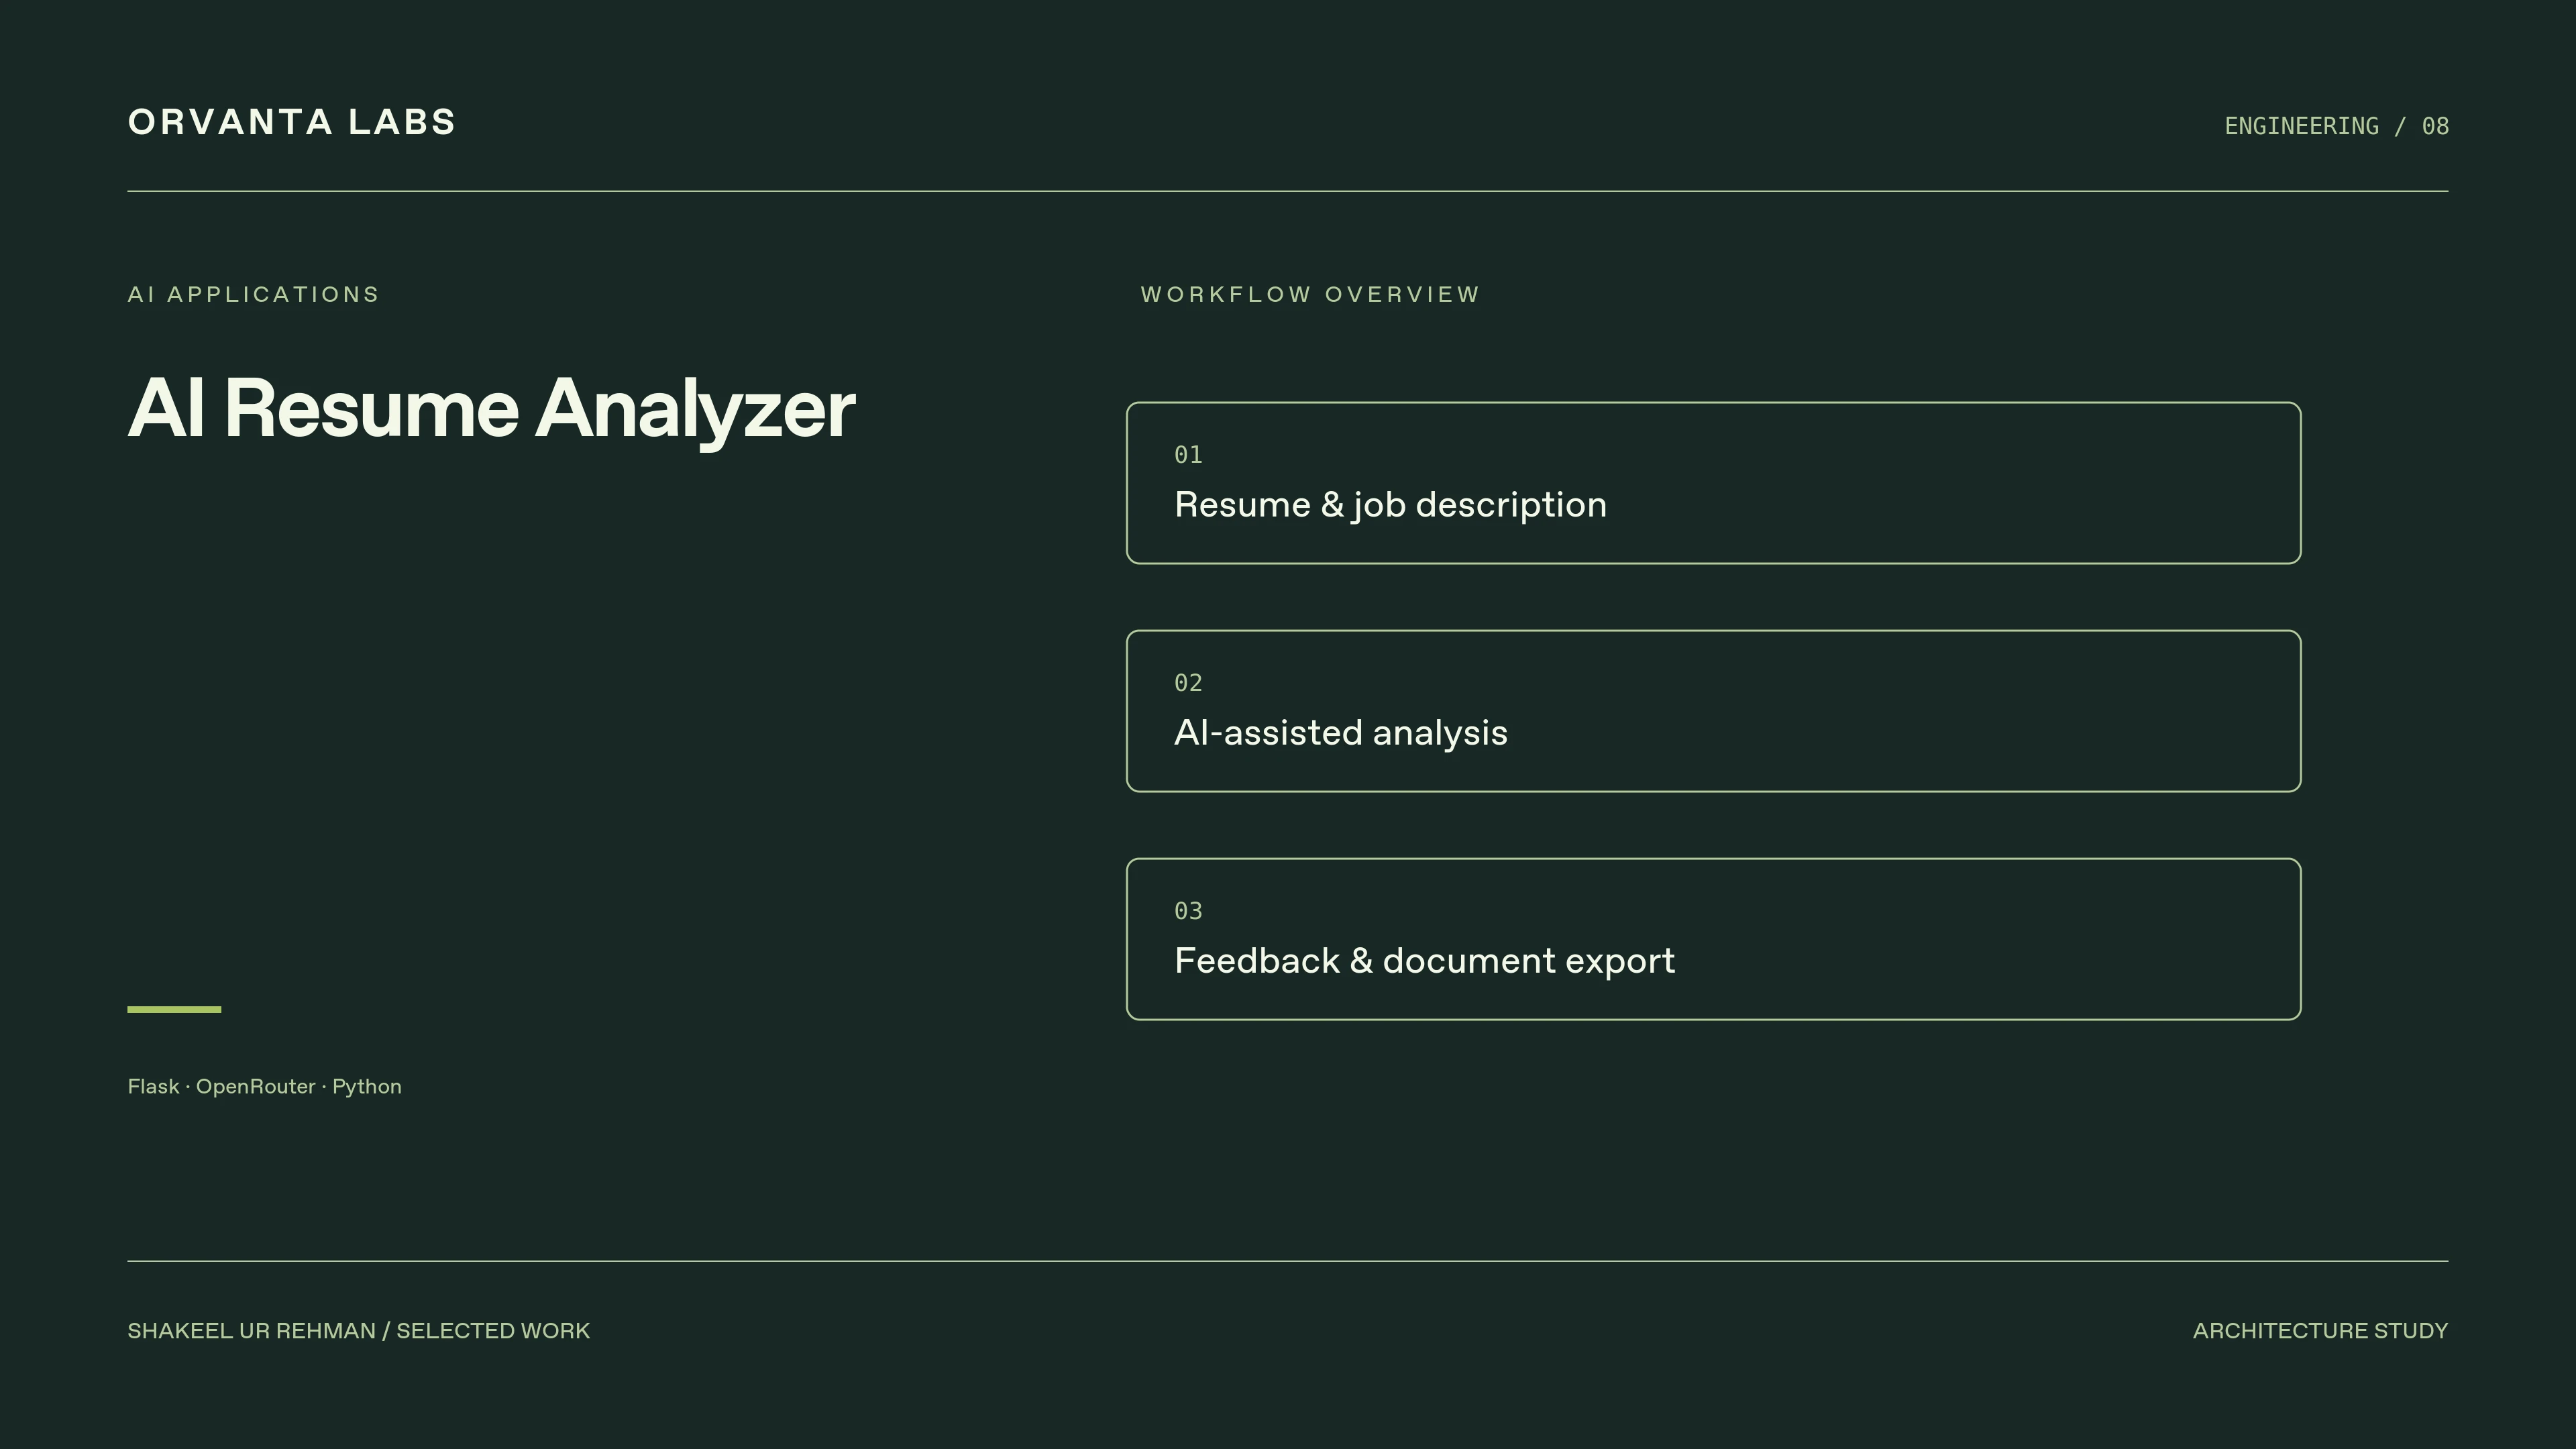 ORVANTA LABS
ENGINEERING / 08
AI APPLICATIONS
AI Resume Analyzer
Flask · OpenRouter · Python
WORKFLOW OVERVIEW
01
Resume & job description
02
AI-assisted analysis
03
Feedback & document export
SHAKEEL UR REHMAN / SELECTED WORK
ARCHITECTURE STUDY